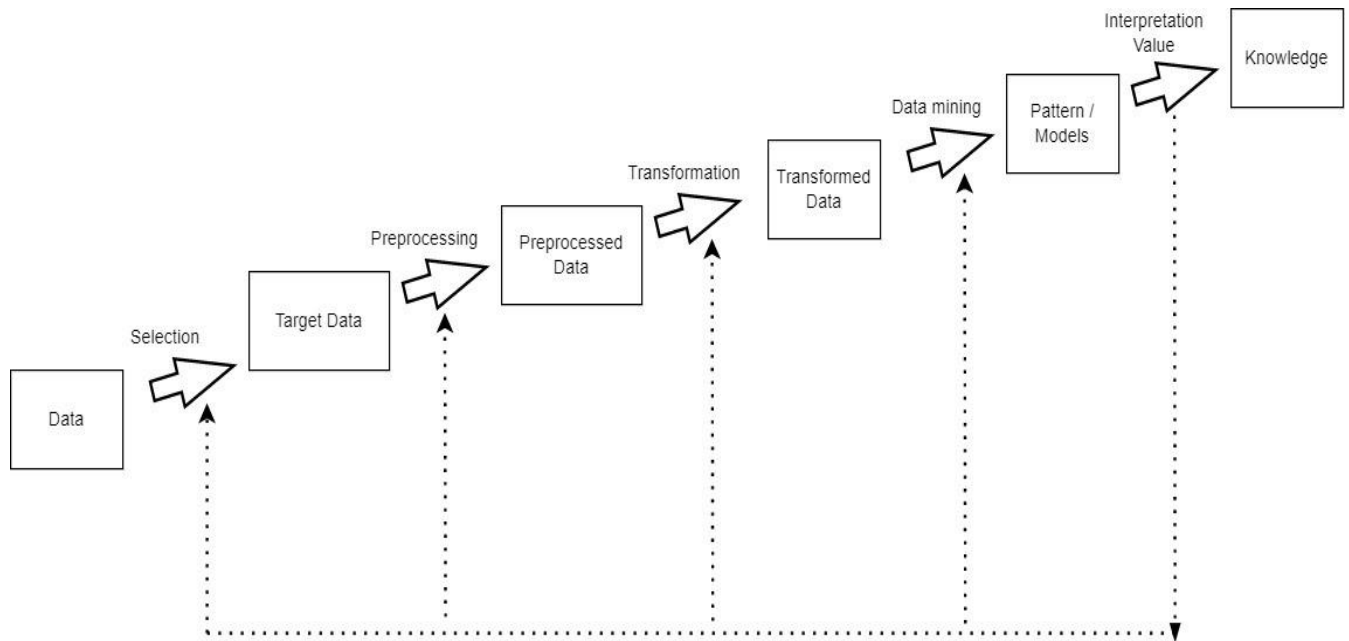 Data
Selection
Target Data
Preprocessing
Preprocessed
Data
Transformation
Transformed
Data
Data mining
Pattern /
Models
Interpretation
Value
Knowledge